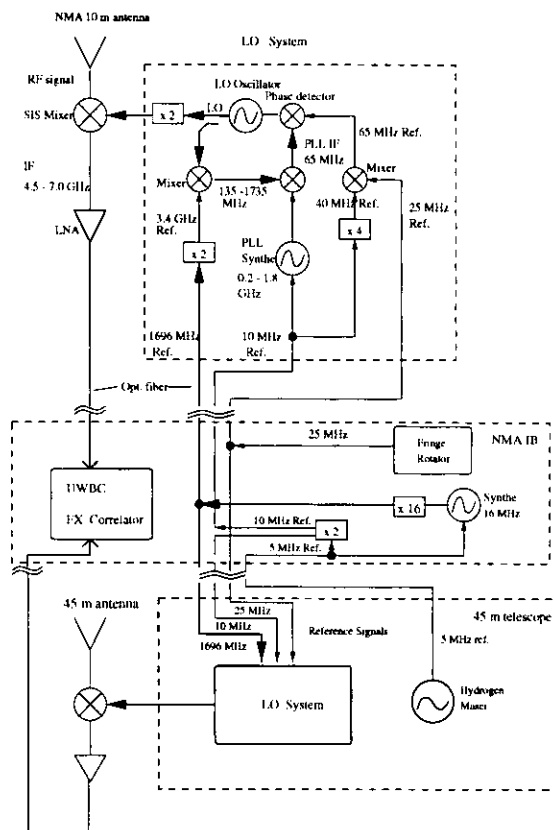 NMA 10 m antenna
LO System
RF signal
LO Oscillator
Phase detector
SIS Mixer
x 2
LO
65 MHz Ref.
PLL IF
65 MHz
IF
4.5 - 7.0 GHz
Mixer
135 -1735
MHz
Mixer
40 MHz Ref.
25 MHz
Ref.
3.4 GHz
Ref.
LNA
x 4
x 2
PLL
Synthe
0.2 - 1.8
GHz
1696 MHz
Ref.
10 MHz
Ref.
Opt. fiber
25 MHz
Fringe
Rotator
NMA IB
UWBC
FX Correlator
x 16
Synthe
16 MHz
10 MHz Ref.
x 2
5 MHz Ref.
45 m antenna
25 MHz
10 MHz
1696 MHz
Reference Signals
45 m telescope
5 MHz ref.
LO System
Hydrogen
Maser